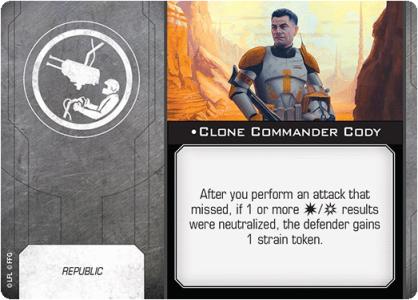 •Clone Commander Cody
After you perform an attack that
missed, if 1 or more / results
were neutralized, the defender gains
1 strain token.
REPUBLIC
© LFL © FFG